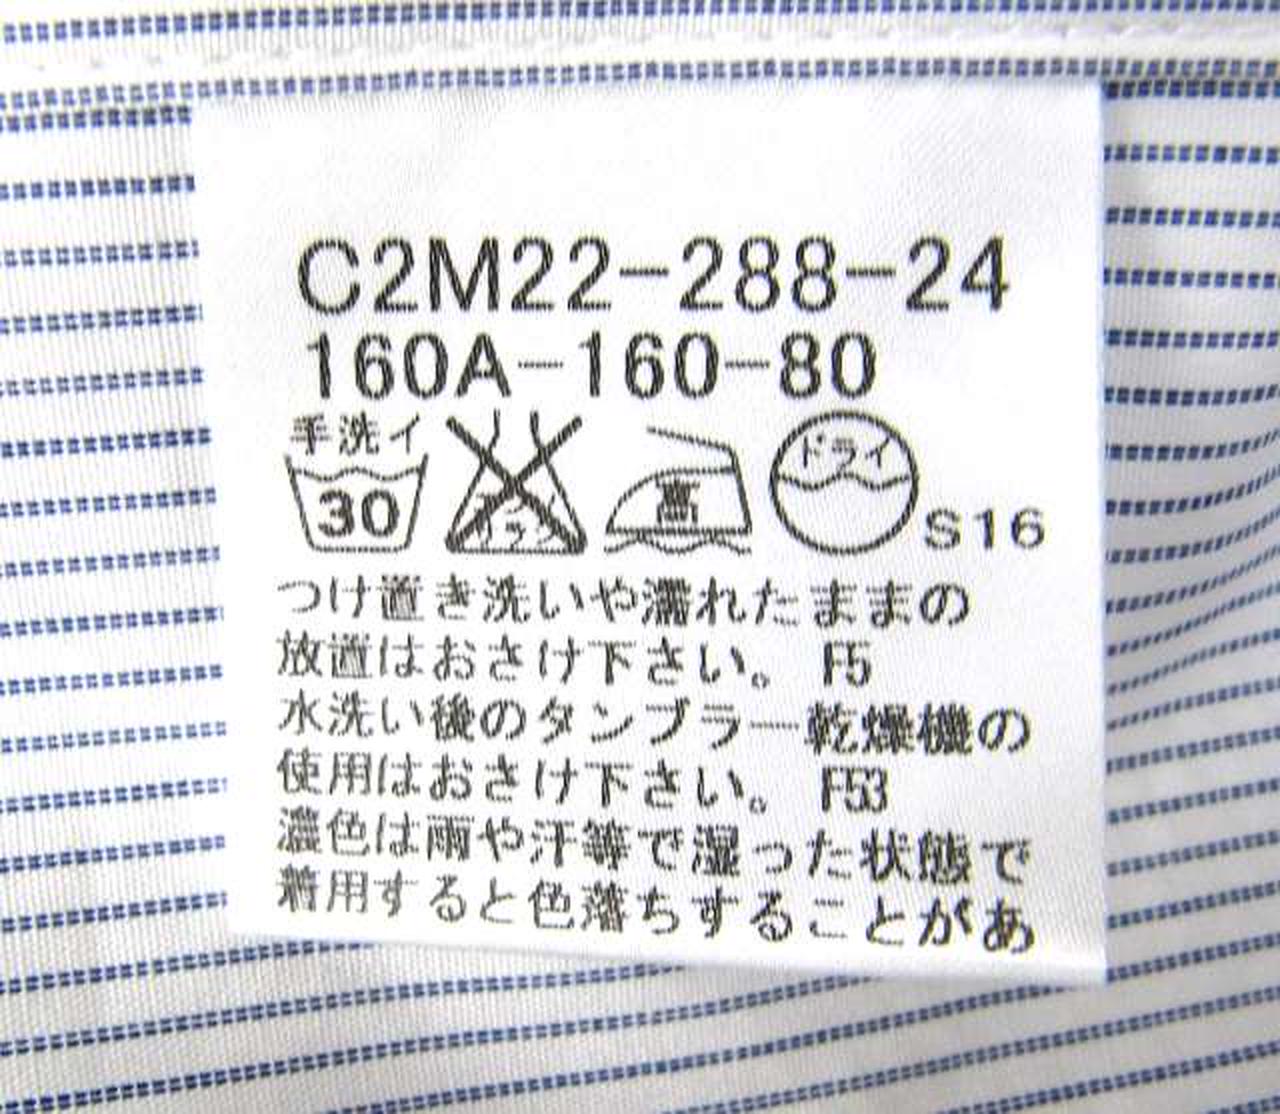 C2M22-288-24
160A-160-80
手洗イ
30
エンソ
サラシ
高
ドライ
S16
つけ置き洗いや濡れたままの
放置はおさけ下さい。 F5
水洗い後のタンブラー乾燥機の
使用はおさけ下さい。 F53
濃色は雨や汗等で湿った状態で
着用すると色落ちすることがあ